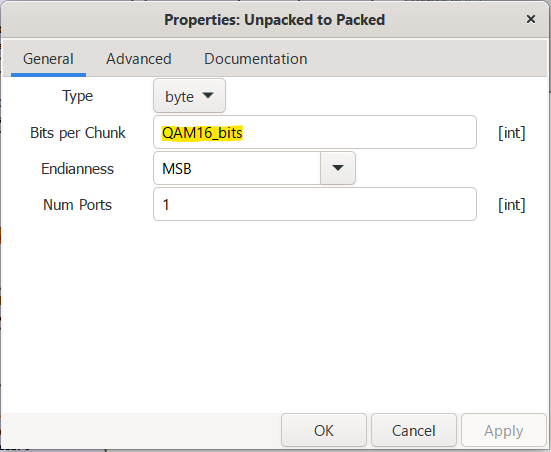 Properties: Unpacked to Packed ×
General Advanced Documentation
Type byte
Bits per Chunk QAM16_bits [int]
Endianness MSB
Num Ports 1 [int]
OK Cancel Apply